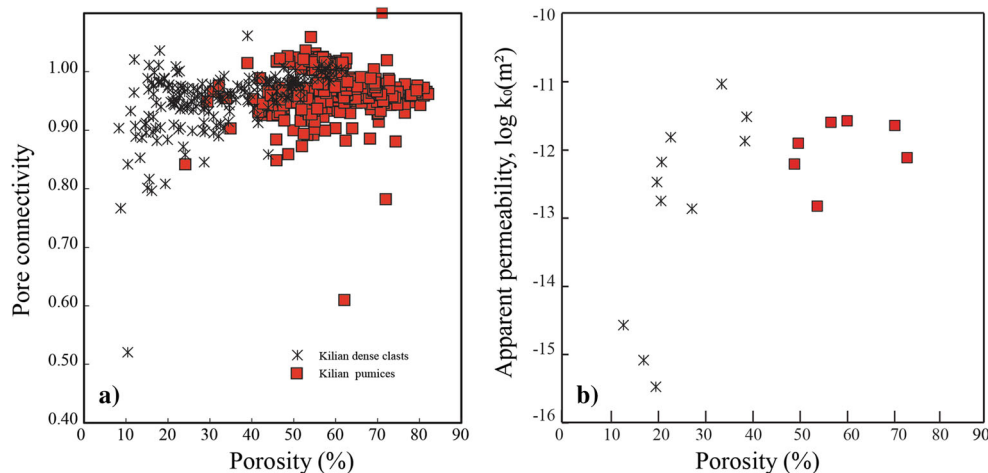 1.00
0.90
0.80
0.70
0.60
0.50
0.40
Pore connectivity
Kilian dense clasts
Kilian pumices
a)
0 10 20 30 40 50 60 70 80 90
Porosity (%)
-10
-11
-12
-13
-14
-15
-16
Apparent permeability, log k₀(m²)
b)
0 10 20 30 40 50 60 70 80 90
Porosity (%)